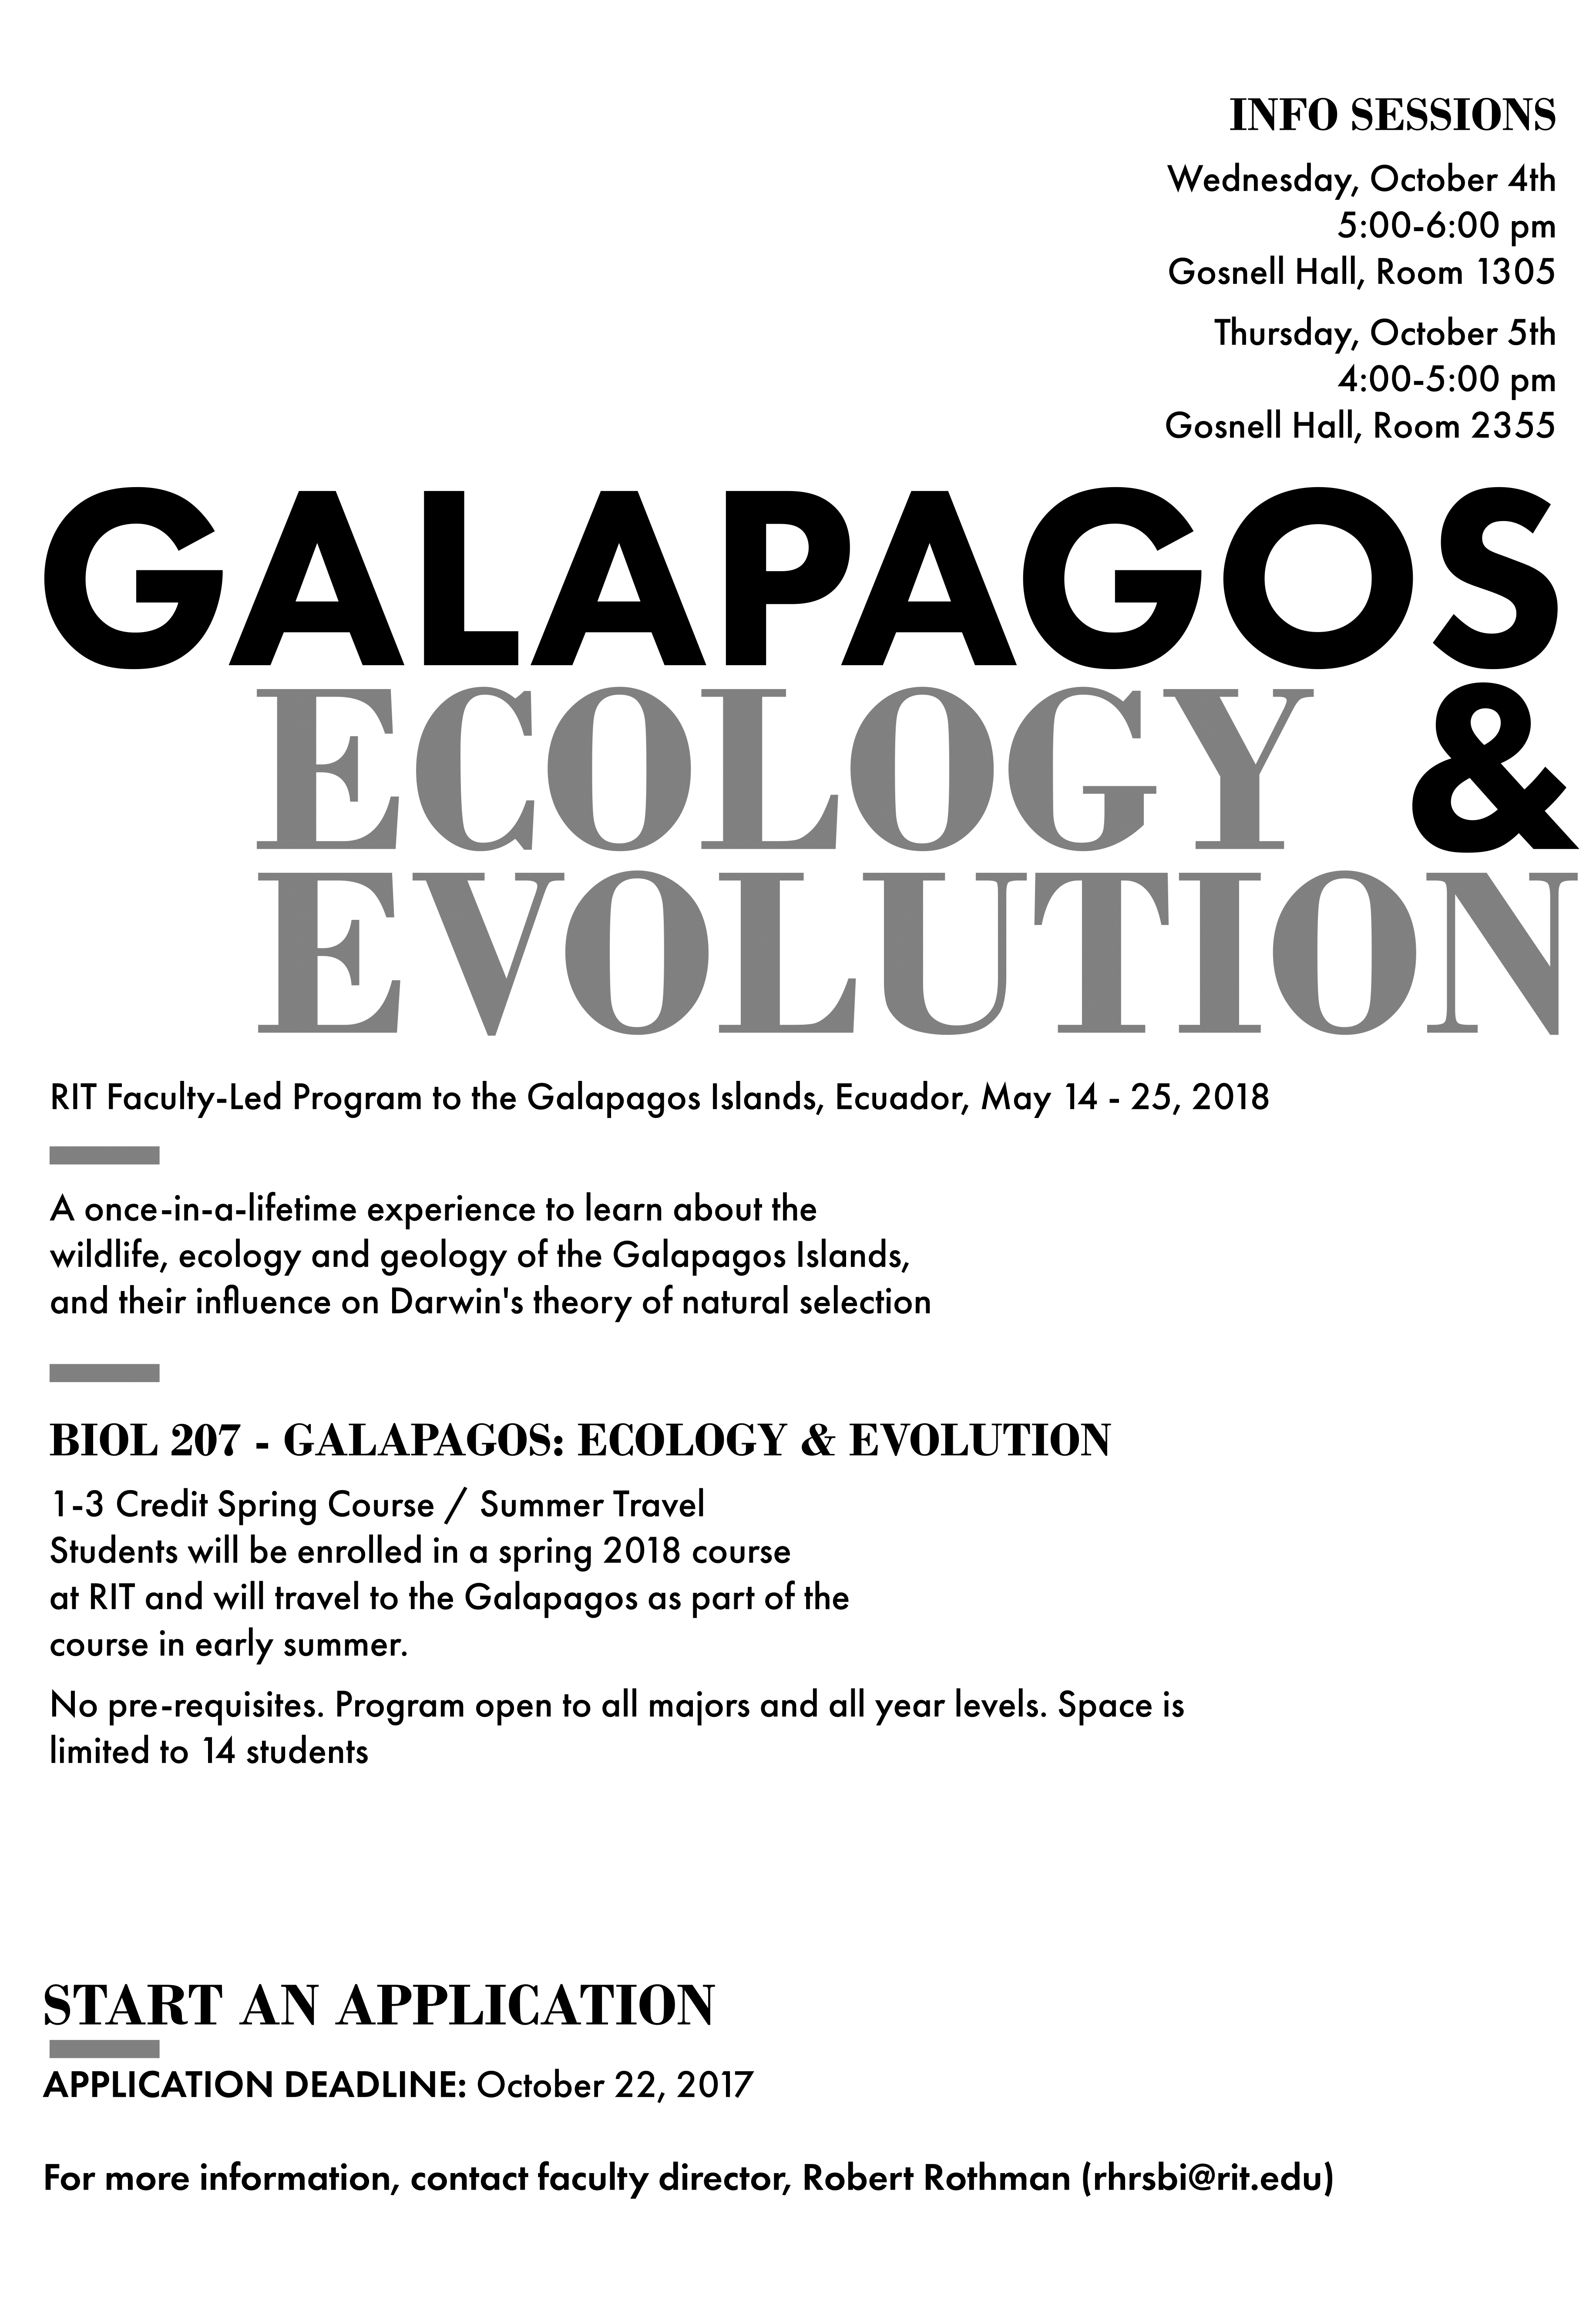 INFO SESSIONS
Wednesday, October 4th
5:00-6:00 pm
Gosnell Hall, Room 1305
Thursday, October 5th
4:00-5:00 pm
Gosnell Hall, Room 2355
GALAPAGOS
ECOLOGY &
EVOLUTION
RIT Faculty-Led Program to the Galapagos Islands, Ecuador, May 14 - 25, 2018
A once-in-a-lifetime experience to learn about the
wildlife, ecology and geology of the Galapagos Islands,
and their influence on Darwin's theory of natural selection
BIOL 207 - GALAPAGOS: ECOLOGY & EVOLUTION
1-3 Credit Spring Course / Summer Travel
Students will be enrolled in a spring 2018 course
at RIT and will travel to the Galapagos as part of the
course in early summer.
No pre-requisites. Program open to all majors and all year levels. Space is
limited to 14 students
START AN APPLICATION
APPLICATION DEADLINE: October 22, 2017
For more information, contact faculty director, Robert Rothman (rhrsbi@rit.edu)